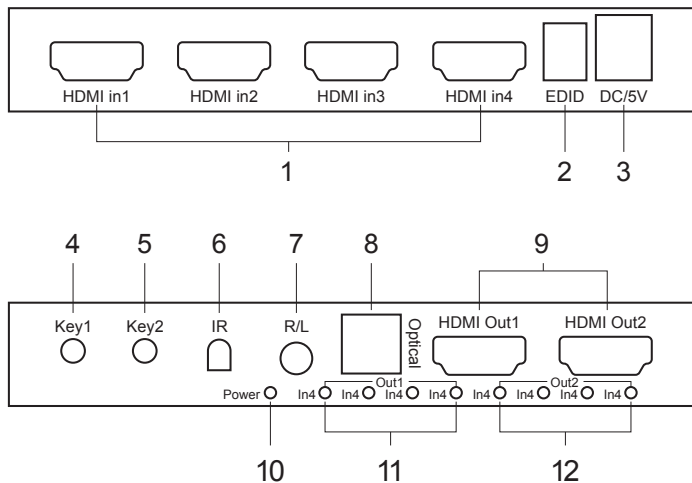 HDMI in1 HDMI in2 HDMI in3 HDMI in4 EDID DC/5V
1 2 3
4 5 6 7 8 9
Key1 Key2 IR R/L Optical HDMI Out1 HDMI Out2
Out1 Out2
Power In4 In4 In4 In4 In4 In4 In4 In4
10 11 12